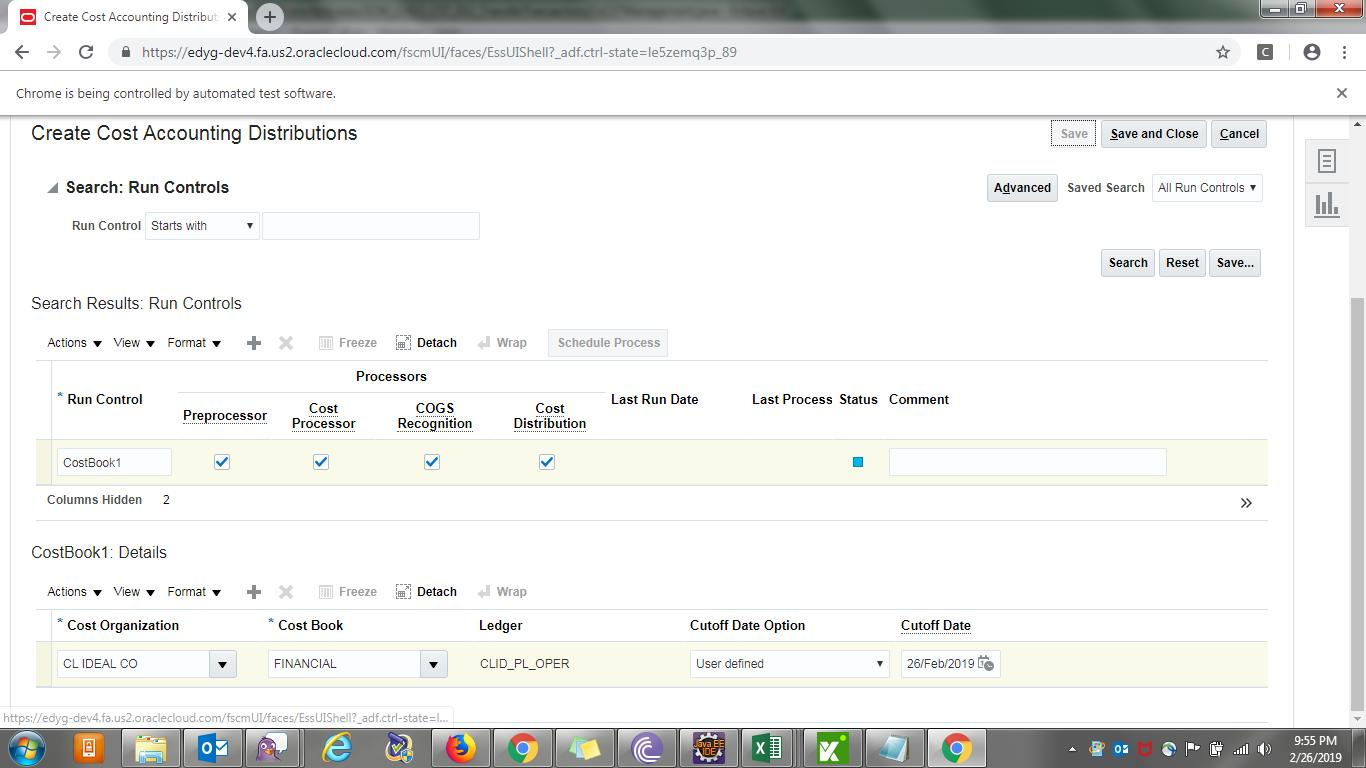 Create Cost Accounting Distribut
https://edyg-dev4.fa.us2.oraclecloud.com/fscmUI/faces/EssUIShell?_adf.ctrl-state=le5zemq3p_89
C
Chrome is being controlled by automated test software.
Create Cost Accounting Distributions
Save Save and Close Cancel
Search: Run Controls
Advanced Saved Search All Run Controls
Run Control Starts with
Search Reset Save...
Search Results: Run Controls
Actions View Format Freeze Detach Wrap Schedule Process
Processors
* Run Control Preprocessor Cost Processor COGS Recognition Cost Distribution Last Run Date Last Process Status Comment
CostBook1
Columns Hidden 2
CostBook1: Details
Actions View Format Freeze Detach Wrap
* Cost Organization * Cost Book Ledger Cutoff Date Option Cutoff Date
CL IDEAL CO FINANCIAL CLID_PL_OPER User defined 26/Feb/2019
https://edyg-dev4.fa.us2.oraclecloud.com/fscmUI/faces/EssUIShell?_adf.ctrl-state=l...
Java EE
IDE
9:55 PM
2/26/2019